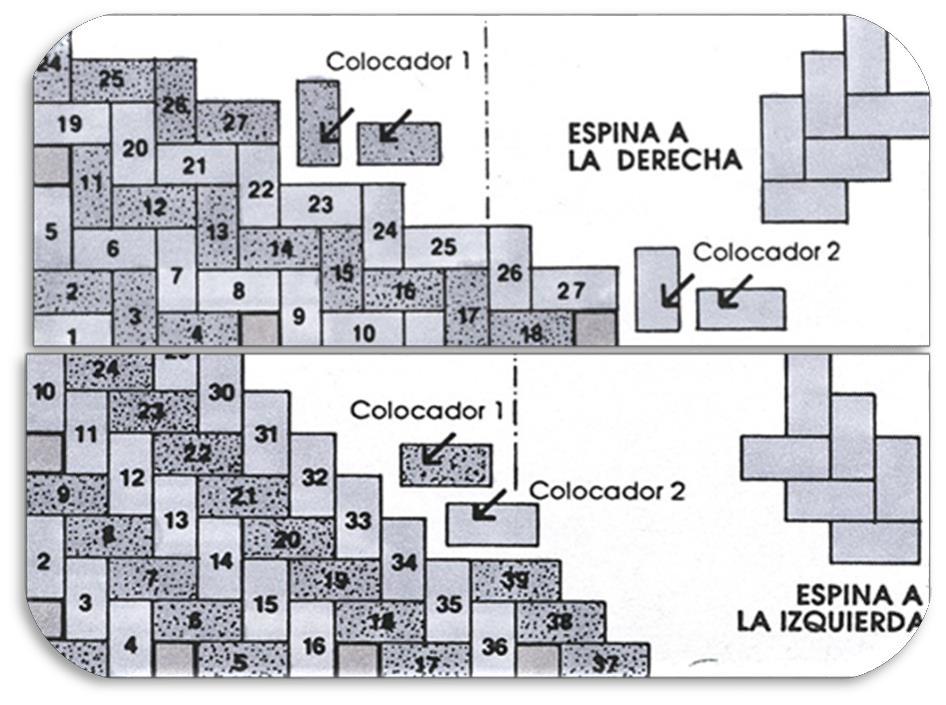 24 25 26 27 Colocador 1
19 20 21
11 12 22 23
5 6 13 14 24 25
2 7 8 15 16 26 27
1 3 4 9 10 17 18
ESPINA A
LA DERECHA
Colocador 2
24 30
10 23 31 Colocador 1
11 22 32
9 12 21 33 Colocador 2
8 13 20 34
2 7 14 19 35 39
3 6 15 18 36 38
4 5 16 17 37
ESPINA A
LA IZQUIERDA